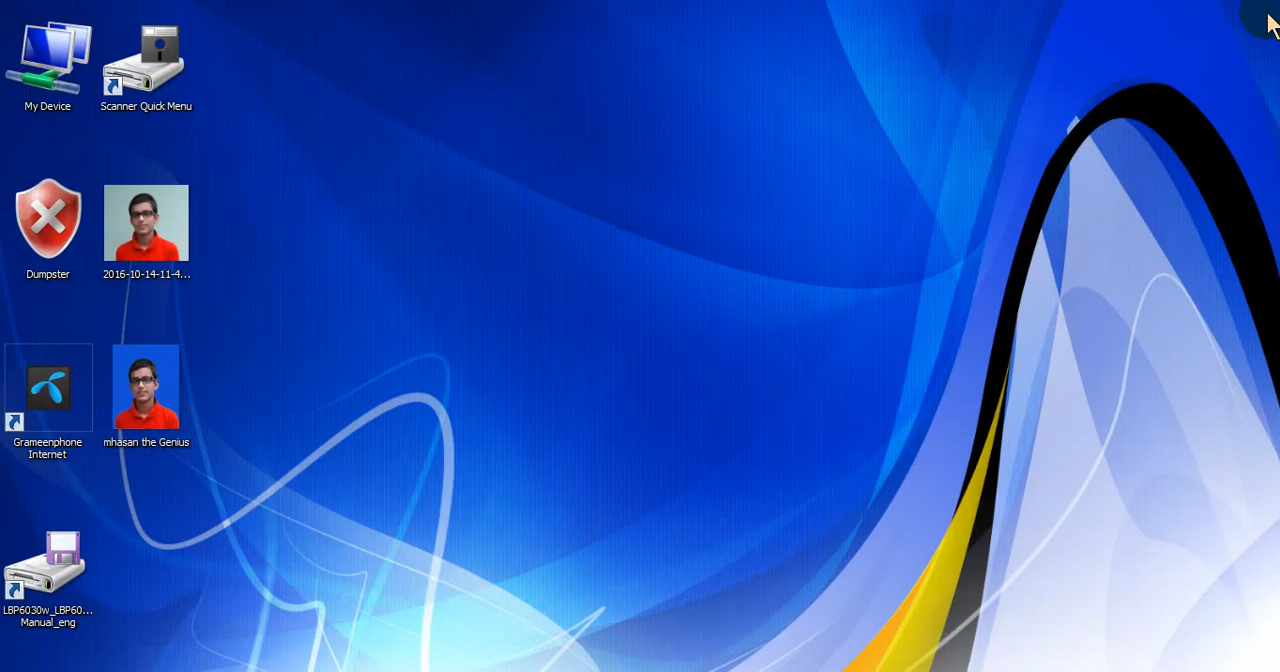 My Device
Scanner Quick Menu
Dumpster
2016-10-14-11-4...
Grameenphone
Internet
mhasan the Genius
LBP6030w_LBP60...
Manual_eng